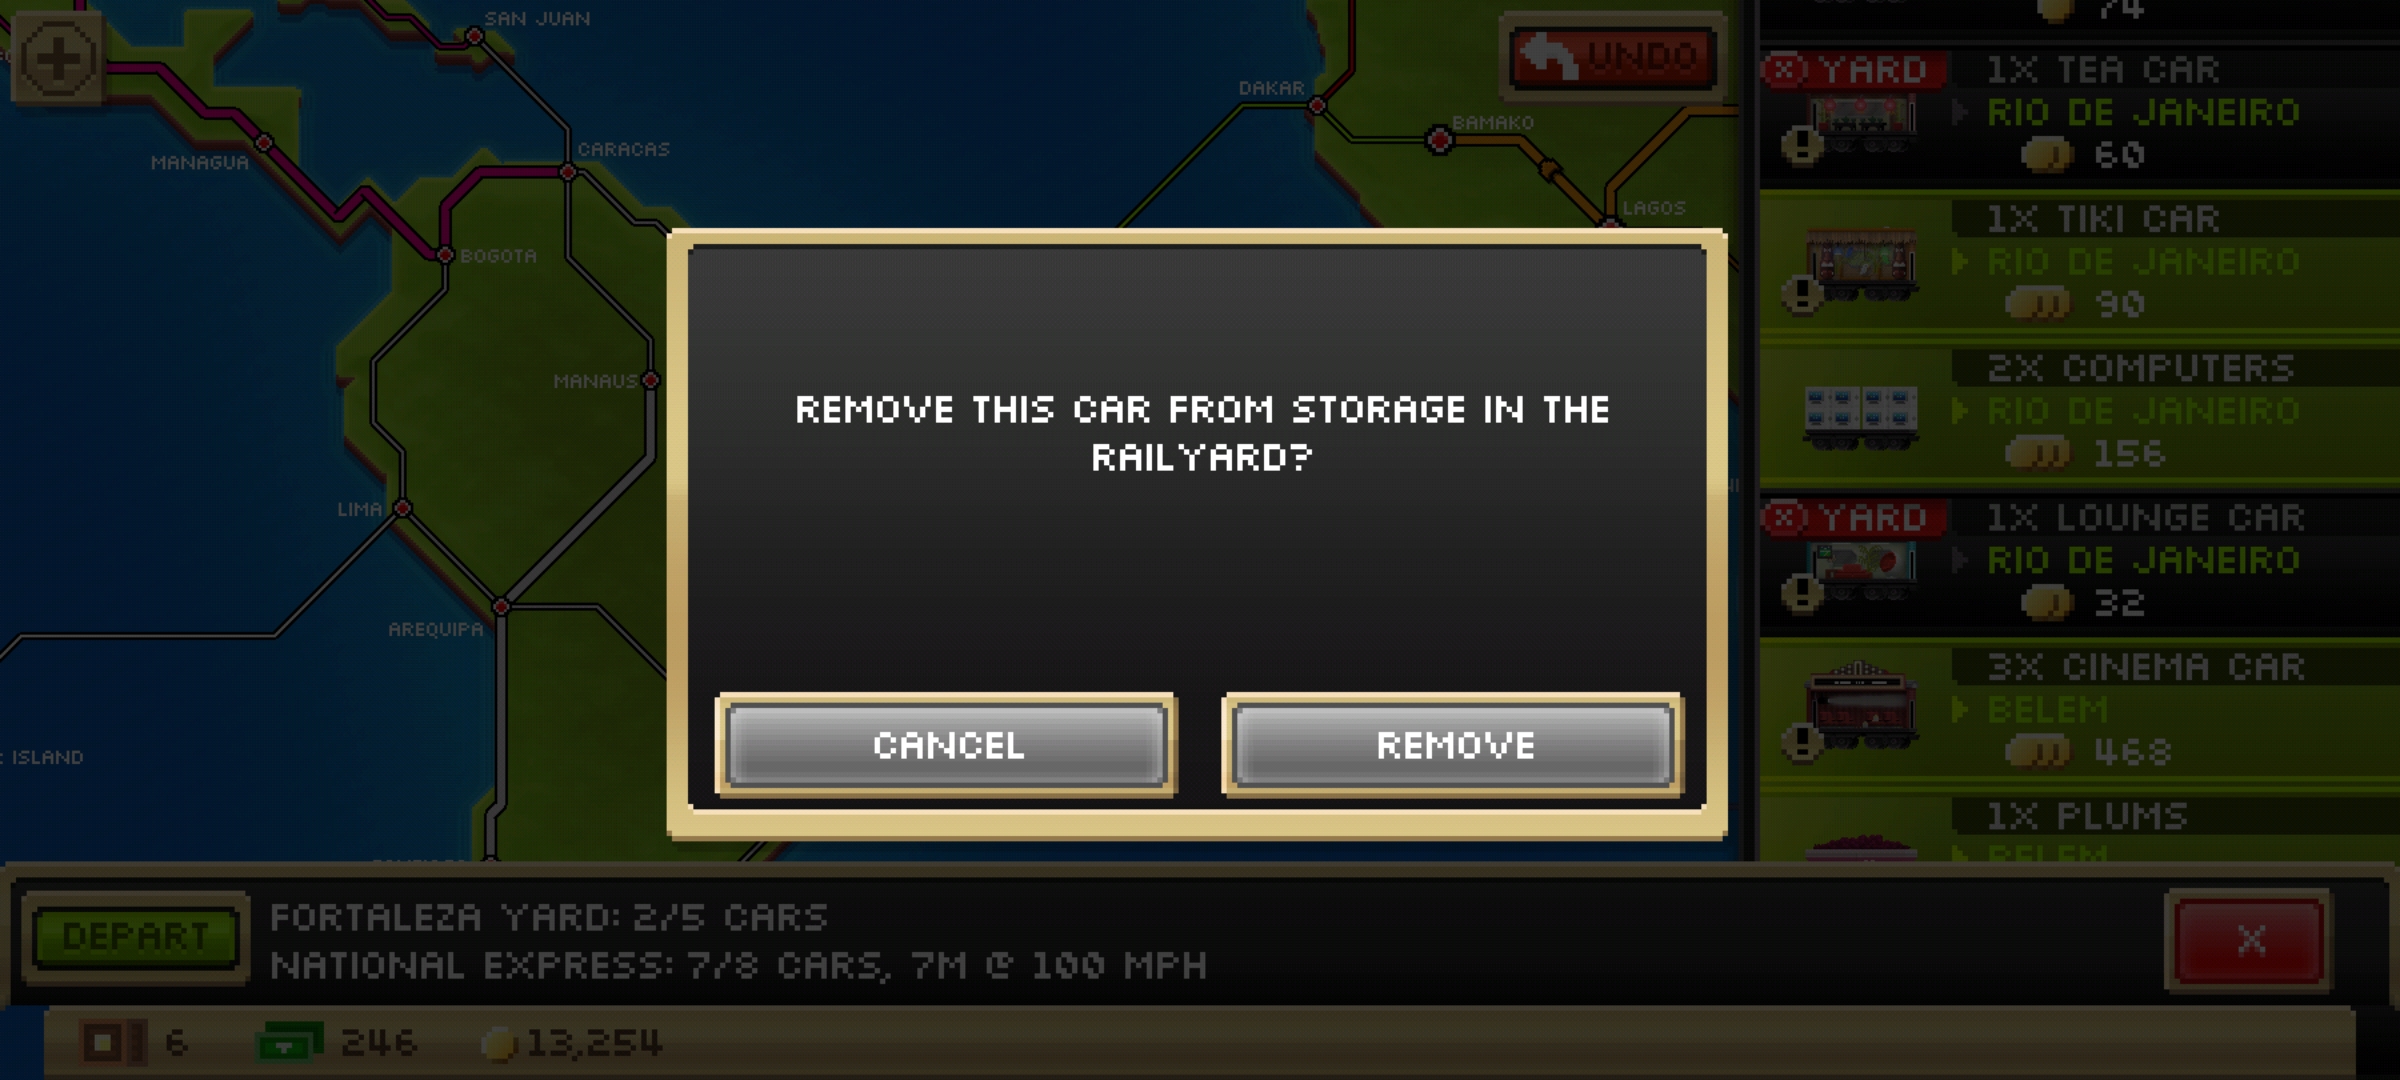 SAN JUAN
MANAGUA
CARACAS
BOGOTA
MANAUS
LIMA
AREQUIPA
ISLAND
DAKAR
BAMAKO
LAGOS
UNDO
74
YARD
1X TEA CAR
RIO DE JANEIRO
60
1X TIKI CAR
RIO DE JANEIRO
90
2X COMPUTERS
RIO DE JANEIRO
156
YARD
1X LOUNGE CAR
RIO DE JANEIRO
32
3X CINEMA CAR
BELEM
468
1X PLUMS
BELEM
REMOVE THIS CAR FROM STORAGE IN THE
RAILYARD?
CANCEL
REMOVE
DEPART
FORTALEZA YARD: 2/5 CARS
NATIONAL EXPRESS: 7/8 CARS, 7M @ 100 MPH
X
6
246
13,254